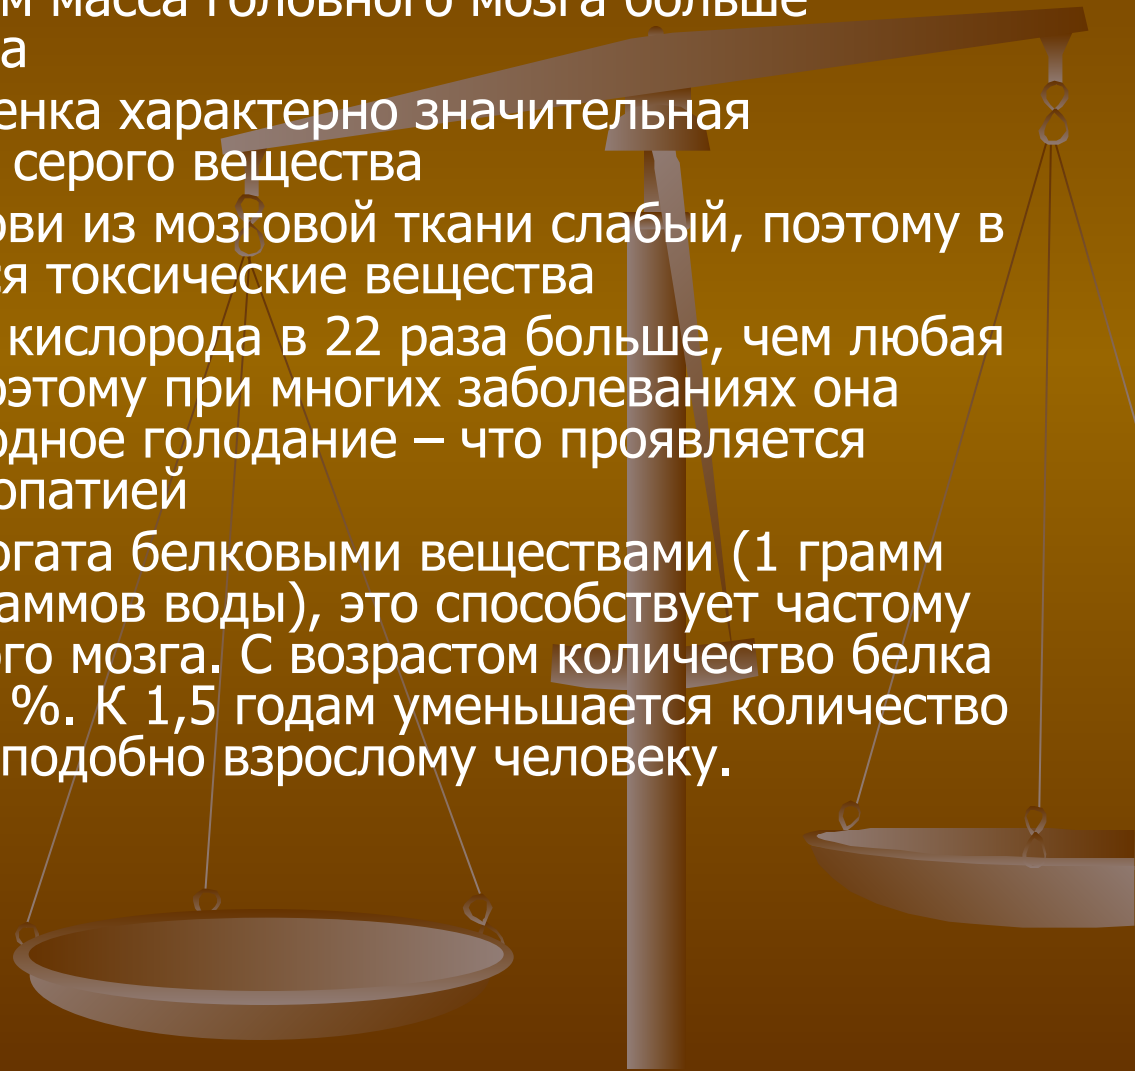 м масса головного мозга больше
а
енка характерно значительная
серого вещества
ови из мозговой ткани слабый, поэтому в
ся токсические вещества
кислорода в 22 раза больше, чем любая
оэтому при многих заболеваниях она
одное голодание – что проявляется
опатией
огата белковыми веществами (1 грамм
аммов воды), это способствует частому
ого мозга. С возрастом количество белка
%. К 1,5 годам уменьшается количество
подобно взрослому человеку.